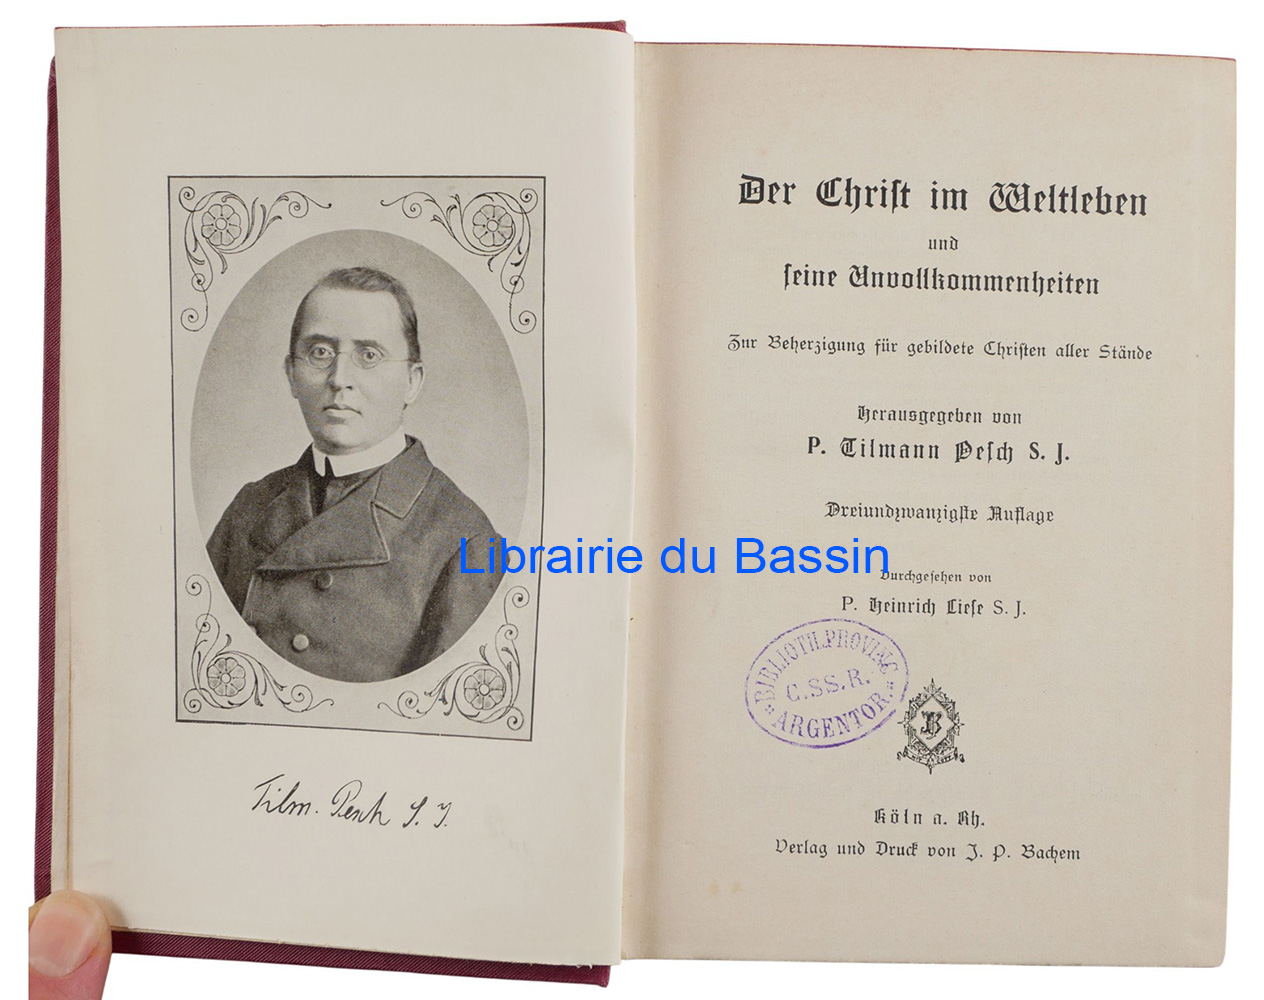 Tilm. Pesch S. J.
Der Chriſt im Weltleben
und
ſeine Unvollkommenheiten
Zur Beherzigung für gebildete Chriſten aller Stände
Herausgegeben von
P. Tilmann Peſch S. J.
Dreiundzwanzigſte Auflage
Librairie du Bassin
Durchgeſehen von
P. Heinrich Lieſe S. J.
BIBLIOTH. PROVINC.
C. SS. R.
" ARGENTOR. "
B
MIT GOTT
Köln a. Rh.
Verlag und Druck von J. P. Bachem